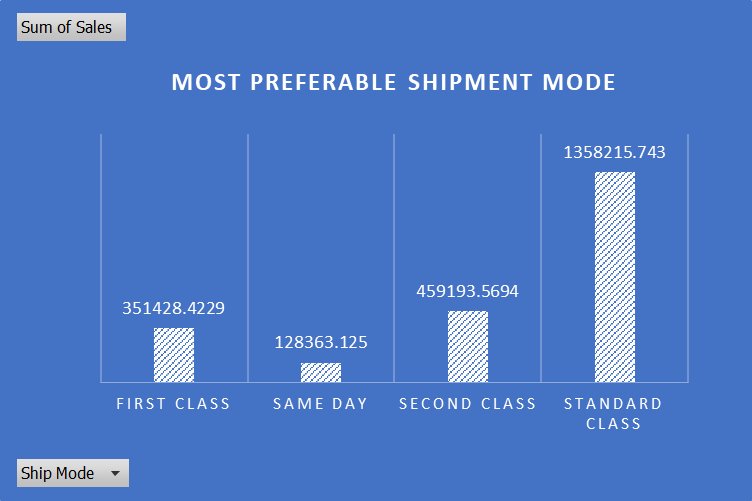 Sum of Sales
MOST PREFERABLE SHIPMENT MODE
1358215.743
459193.5694
351428.4229
128363.125
FIRST CLASS
SAME DAY
SECOND CLASS
STANDARD
CLASS
Ship Mode